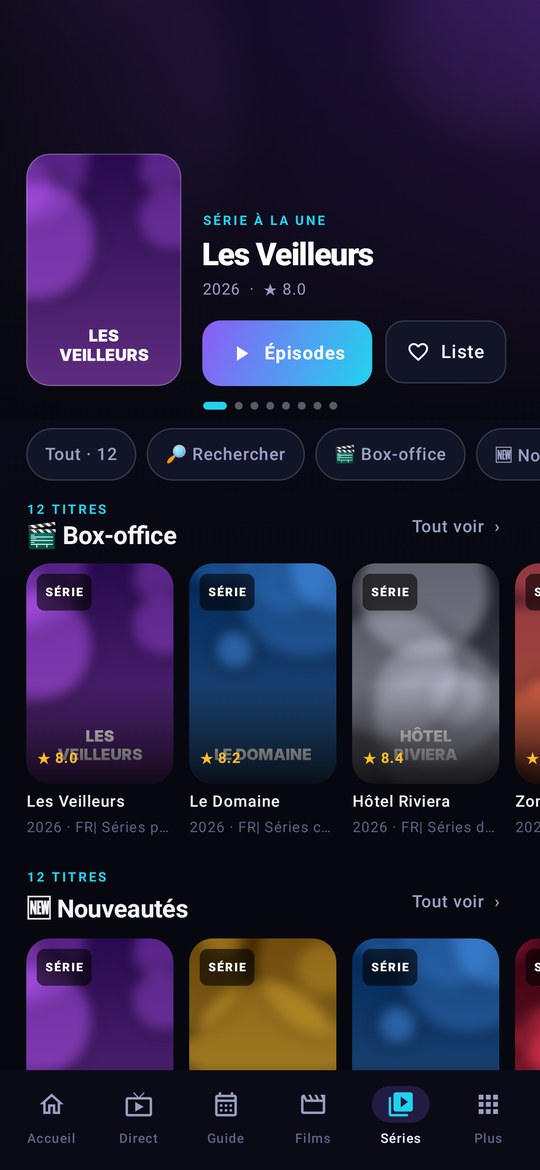 LES
VEILLEURS
SÉRIE À LA UNE
Les Veilleurs
2026 · ★ 8.0
Épisodes
Liste
Tout · 12
🔎 Rechercher
🎬 Box-office
🆕 No
12 TITRES
🎬 Box-office
Tout voir ›
SÉRIE
LES
VEILLEURS
★ 8.0
Les Veilleurs
2026 · FR| Séries p...
SÉRIE
LE DOMAINE
★ 8.2
Le Domaine
2026 · FR| Séries c...
SÉRIE
HÔTEL
RIVIERA
★ 8.4
Hôtel Riviera
2026 · FR| Séries d...
S
★
Zor
202
12 TITRES
🆕 Nouveautés
Tout voir ›
SÉRIE
SÉRIE
SÉRIE
S
Accueil
Direct
Guide
Films
Séries
Plus